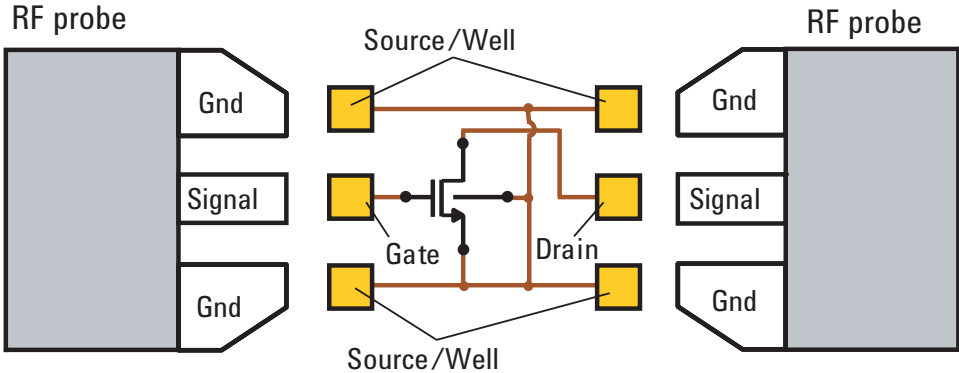 RF probe
RF probe
Source/Well
Gnd
Gnd
Signal
Signal
Gate
Drain
Gnd
Gnd
Source/Well